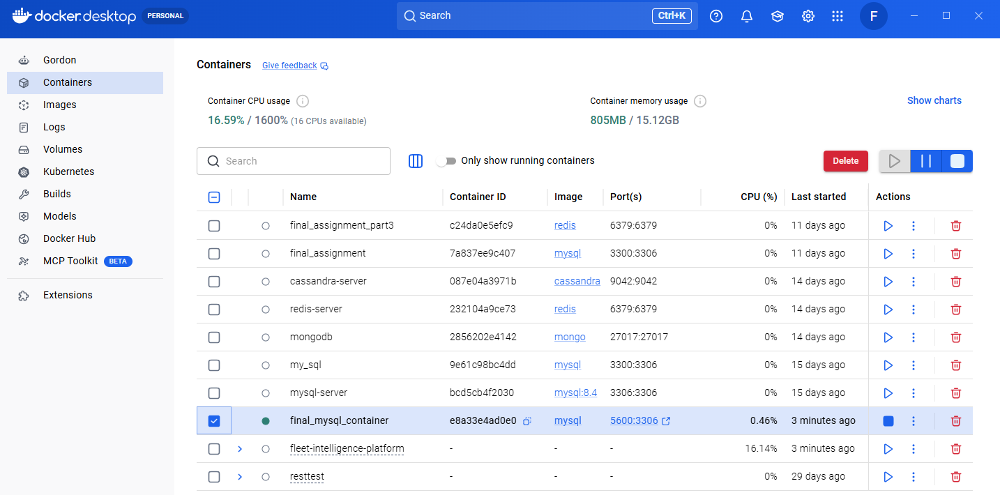 docker.desktop PERSONAL Search Ctrl+K F
Gordon
Containers
Images
Logs
Volumes
Kubernetes
Builds
Models
Docker Hub
MCP Toolkit BETA
Extensions
Containers Give feedback
Container CPU usage Container memory usage Show charts
16.59% / 1600% (16 CPUs available) 805MB / 15.12GB
Search Only show running containers Delete
Name Container ID Image Port(s) CPU (%) Last started Actions
final_assignment_part3 c24da0e5efc9 redis 6379:6379 0% 11 days ago
final_assignment 7a837ee9c407 mysql 3300:3306 0% 11 days ago
cassandra-server 087e04a3971b cassandra 9042:9042 0% 14 days ago
redis-server 232104a9ce73 redis 6379:6379 0% 14 days ago
mongodb 2856202e4142 mongo 27017:27017 0% 14 days ago
my_sql 9e61c98bc4dd mysql 3300:3306 0% 15 days ago
mysql-server bcd5cb4f2030 mysql:8.4 3306:3306 0% 15 days ago
final_mysql_container e8a33e4ad0e0 mysql 5600:3306 0.46% 3 minutes ago
fleet-intelligence-platform - - - 16.14% 3 minutes ago
resttest - - - 0% 29 days ago